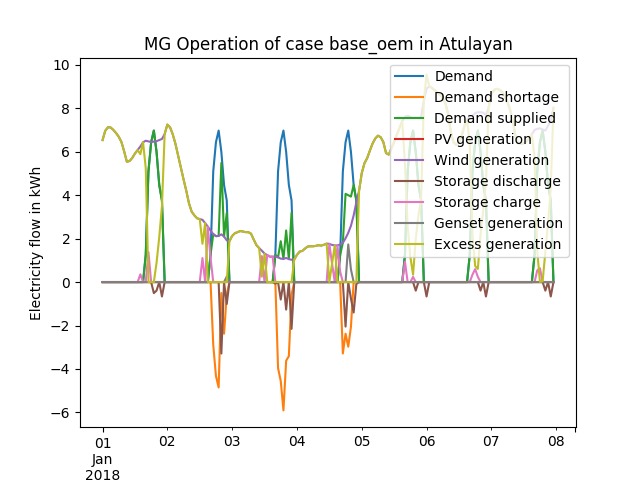 MG Operation of case base_oem in Atulayan
Electricity flow in kWh
10
8
6
4
2
0
−2
−4
−6
Demand
Demand shortage
Demand supplied
PV generation
Wind generation
Storage discharge
Storage charge
Genset generation
Excess generation
01 02 03 04 05 06 07 08
Jan
2018